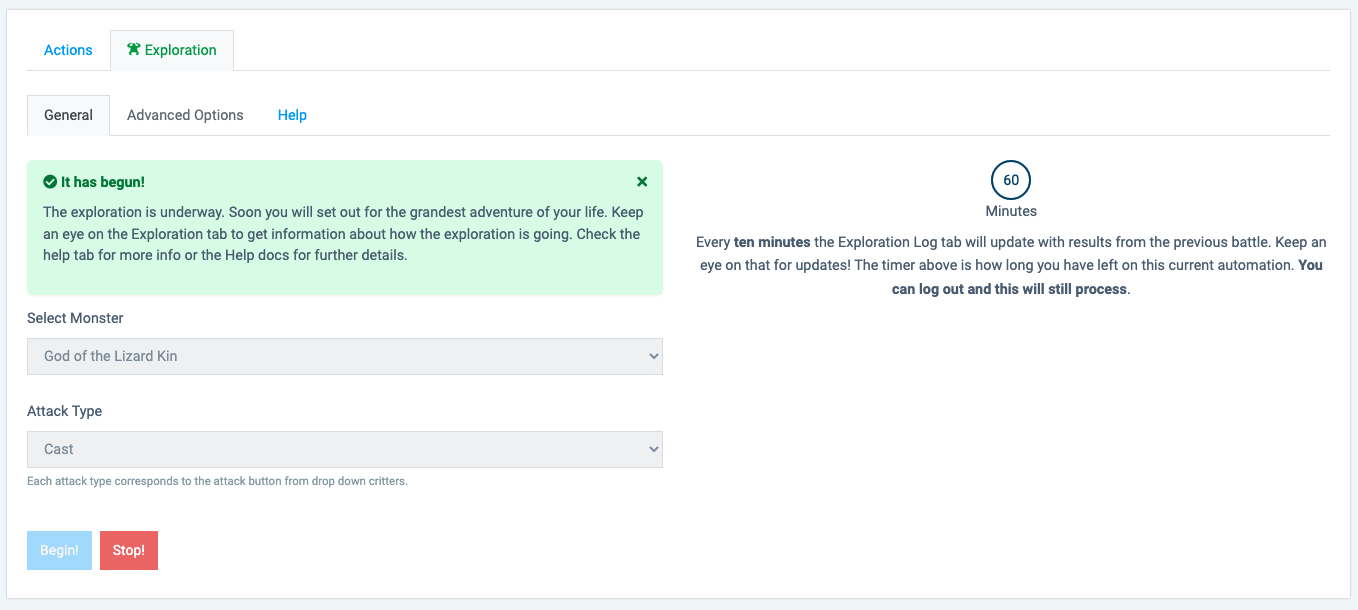 Actions
Exploration
General
Advanced Options
Help
It has begun!
The exploration is underway. Soon you will set out for the grandest adventure of your life. Keep
an eye on the Exploration tab to get information about how the exploration is going. Check the
help tab for more info or the Help docs for further details.
60
Minutes
Every ten minutes the Exploration Log tab will update with results from the previous battle. Keep an
eye on that for updates! The timer above is how long you have left on this current automation. You
can log out and this will still process.
Select Monster
God of the Lizard Kin
Attack Type
Cast
Each attack type corresponds to the attack button from drop down critters.
Begin!
Stop!